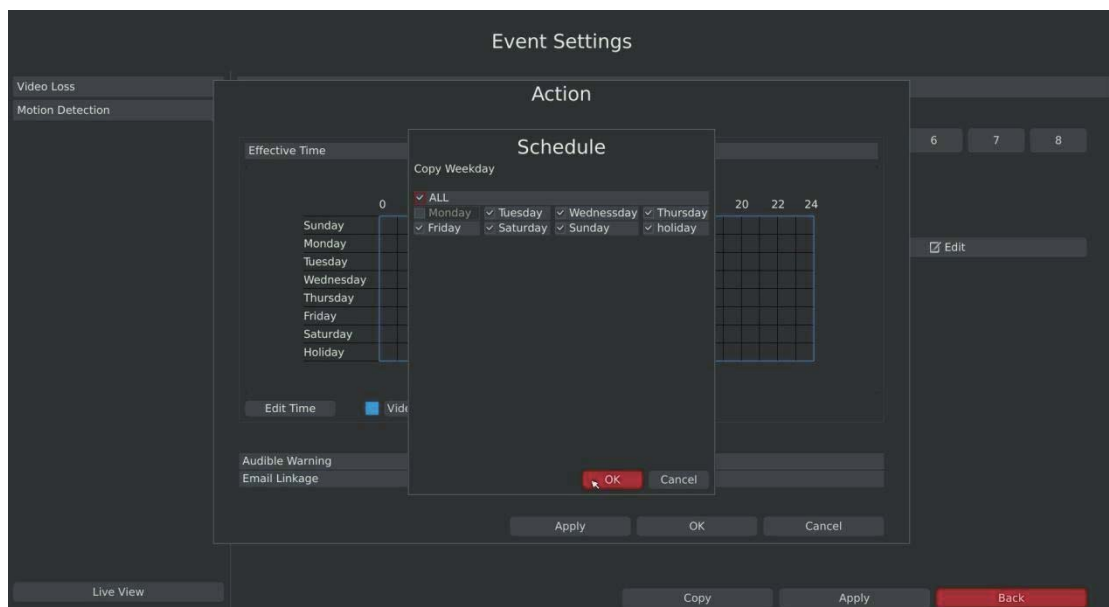 Event Settings
Video Loss
Motion Detection
Action
Effective Time
Schedule
Copy Weekday
ALL
Monday Tuesday Wednessday Thursday
Friday Saturday Sunday holiday
0 20 22 24
Sunday
Monday
Tuesday
Wednesday
Thursday
Friday
Saturday
Holiday
6 7 8
Edit
Edit Time Vide
Audible Warning
Email Linkage
OK Cancel
Apply OK Cancel
Live View
Copy Apply Back